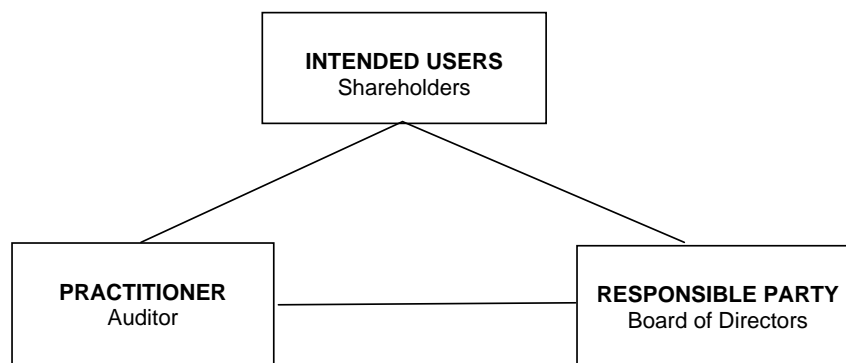 INTENDED USERS
Shareholders
PRACTITIONER
Auditor
RESPONSIBLE PARTY
Board of Directors